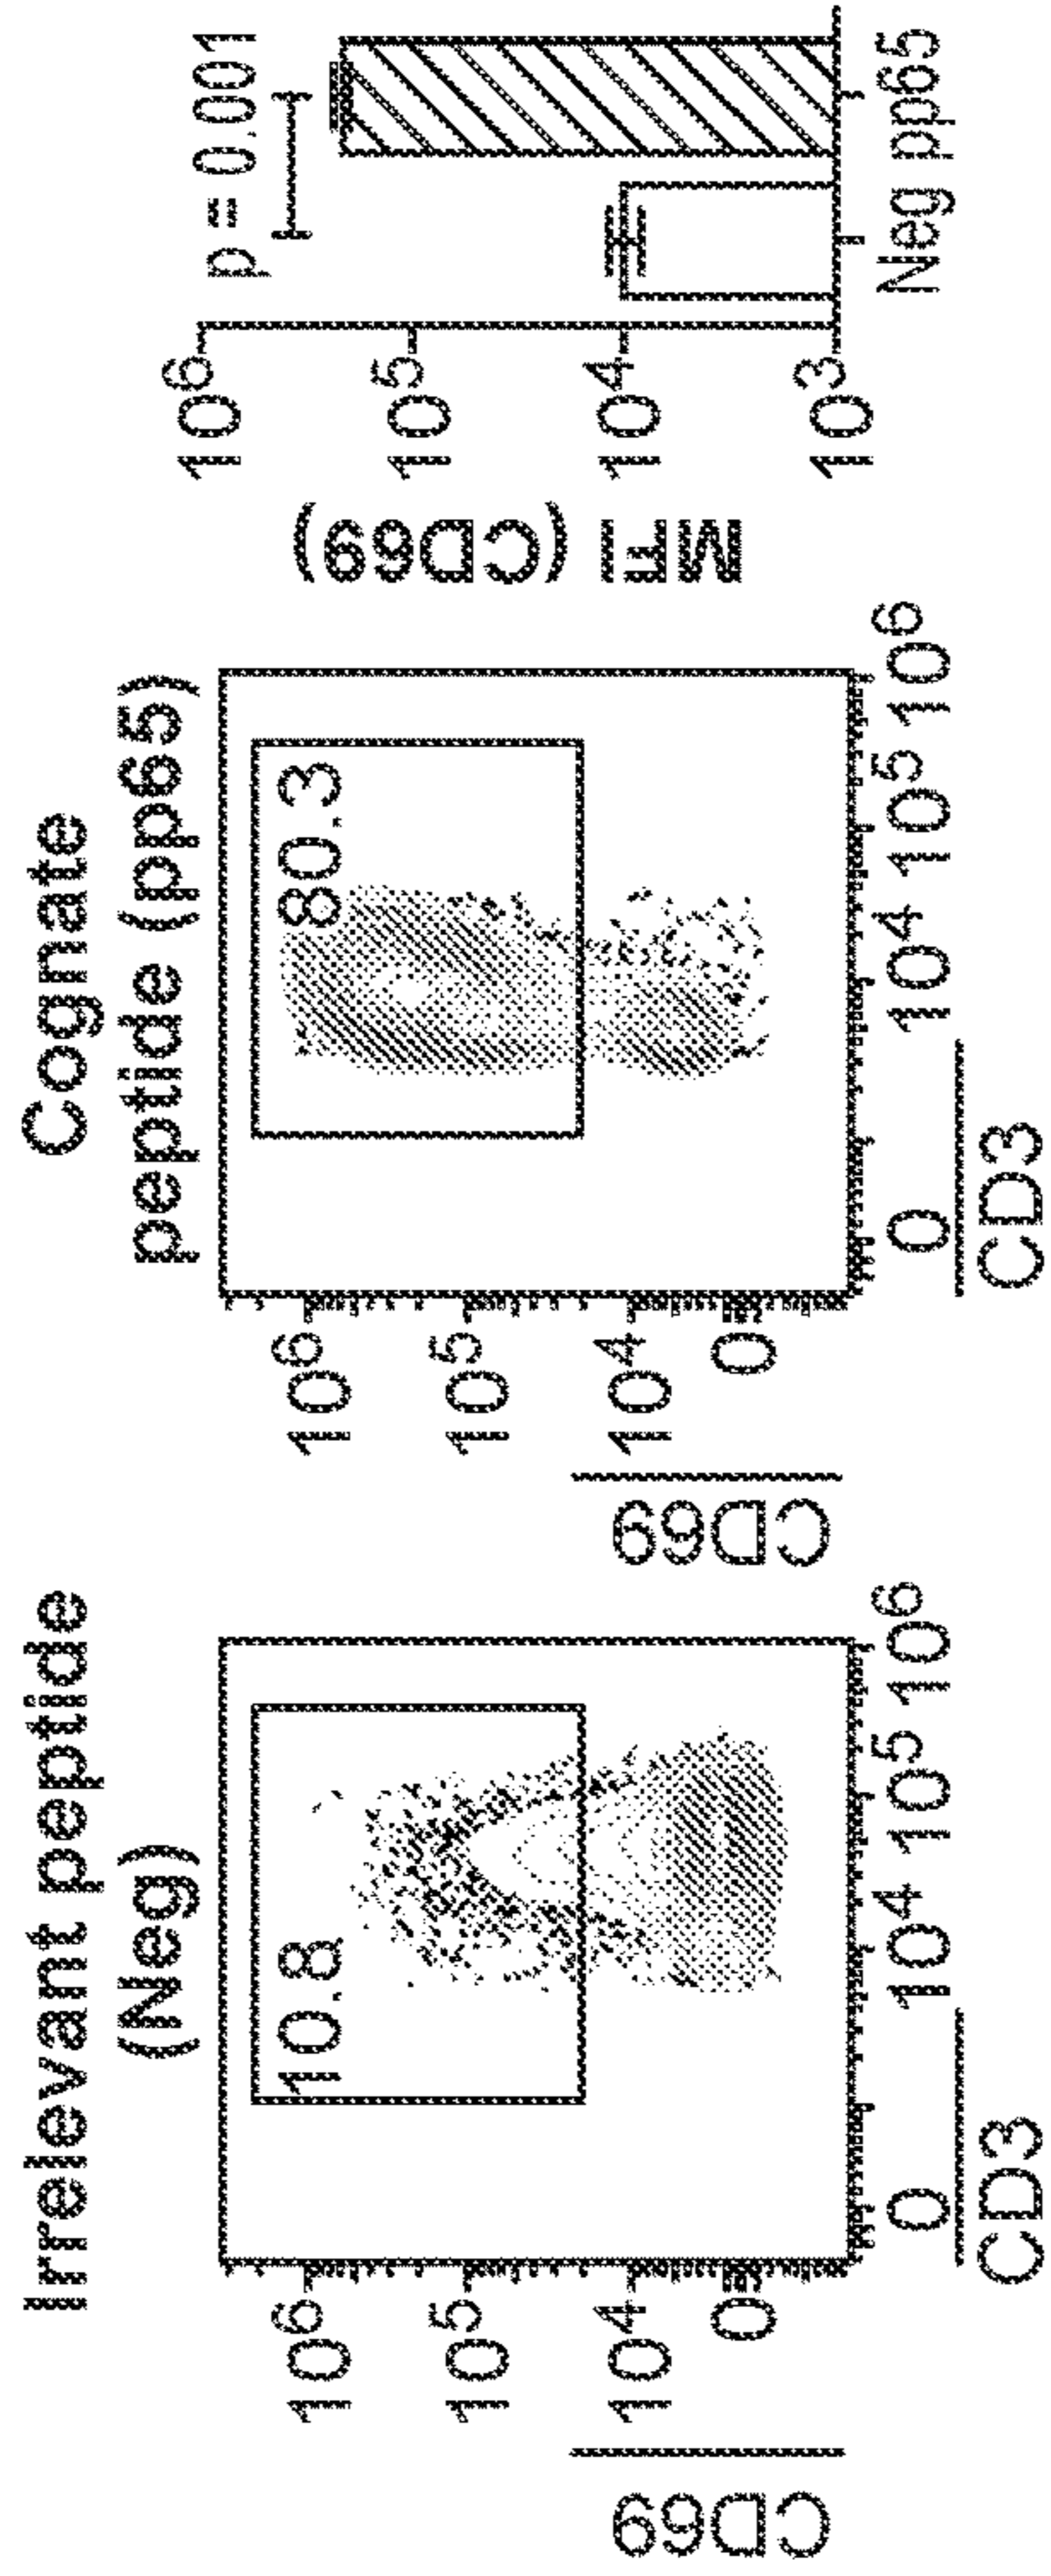 Irrelevant peptide
(Neg)
10.8
10⁶
10⁵
10⁴
0
CD69
0 10⁴ 10⁵ 10⁶
CD3
Cognate
peptide (pp65)
80.3
10⁶
10⁵
10⁴
0
CD69
0 10⁴ 10⁵ 10⁶
CD3
p = 0.001
10⁶
10⁵
10⁴
10³
MFI (CD69)
Neg pp65